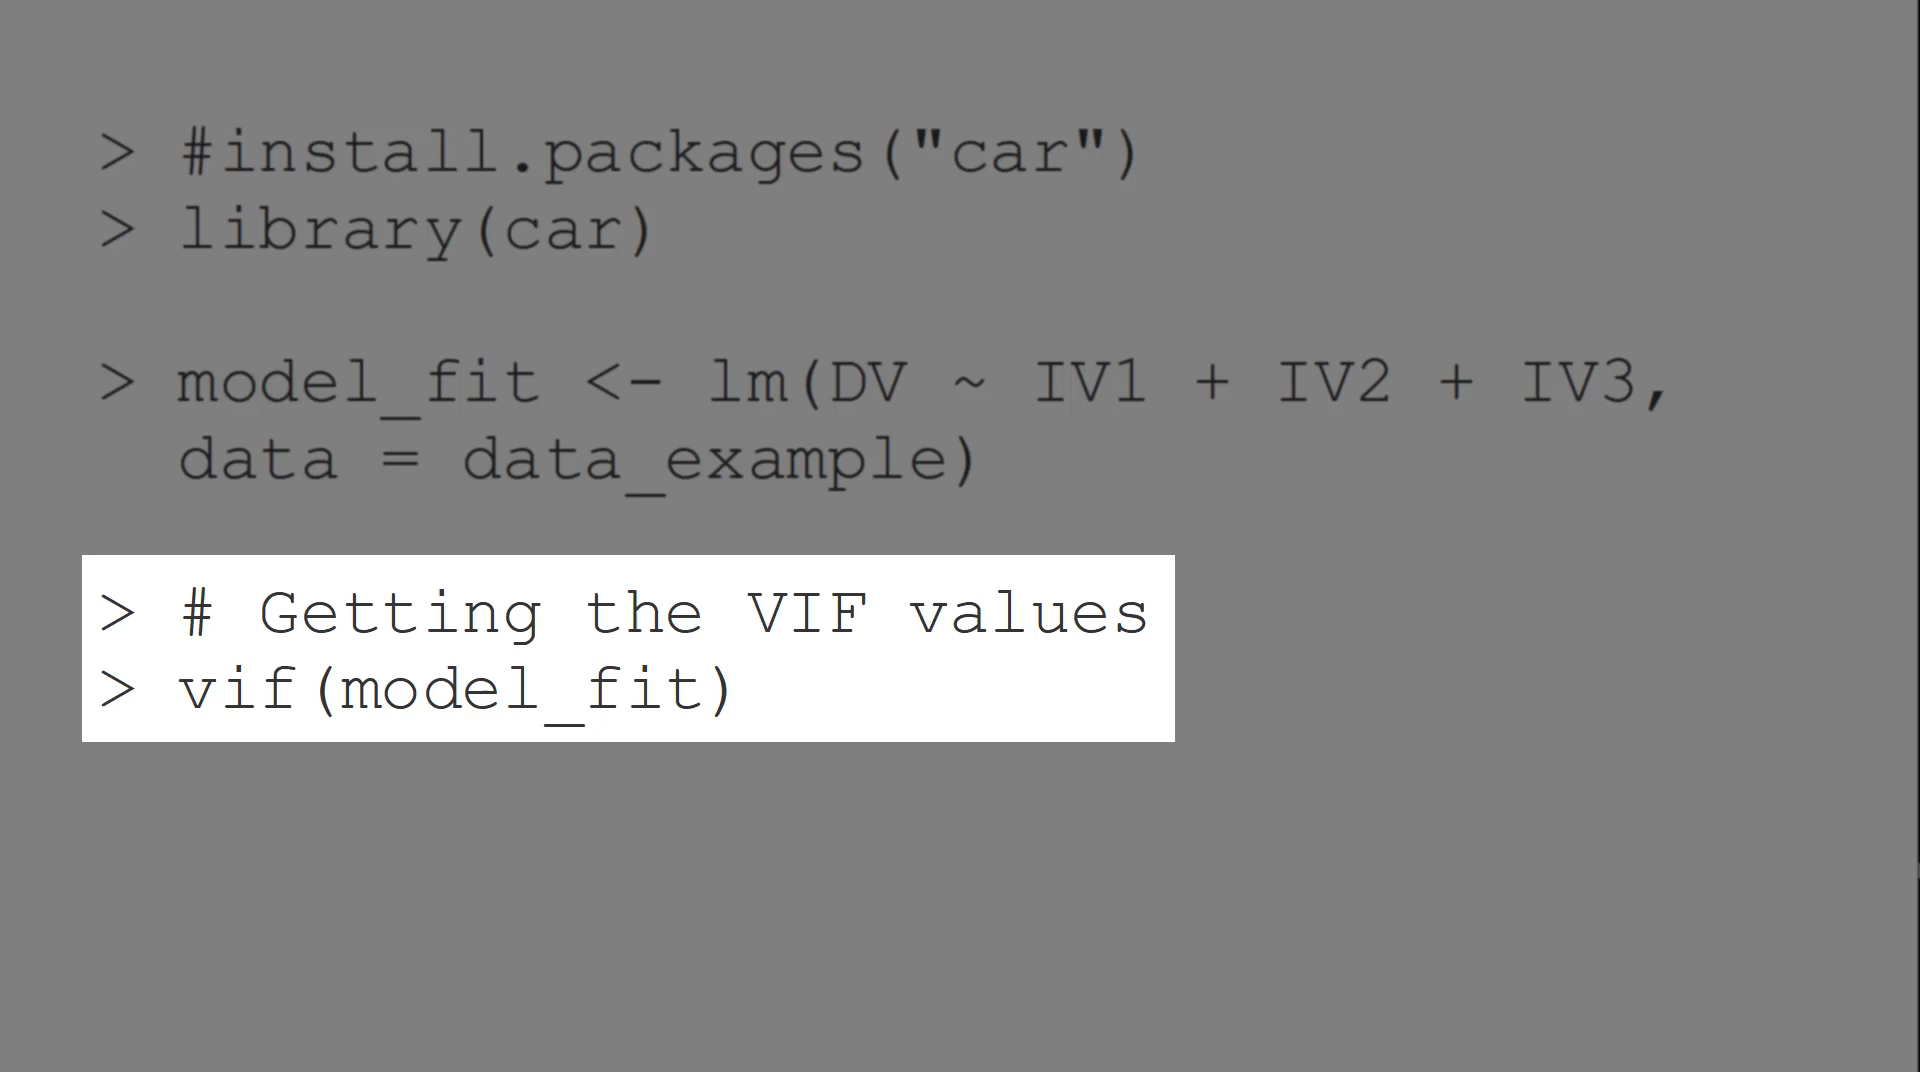 > #install.packages("car")
> library(car)
> model_fit <- lm(DV ~ IV1 + IV2 + IV3,
data = data_example)
> # Getting the VIF values
> vif(model_fit)